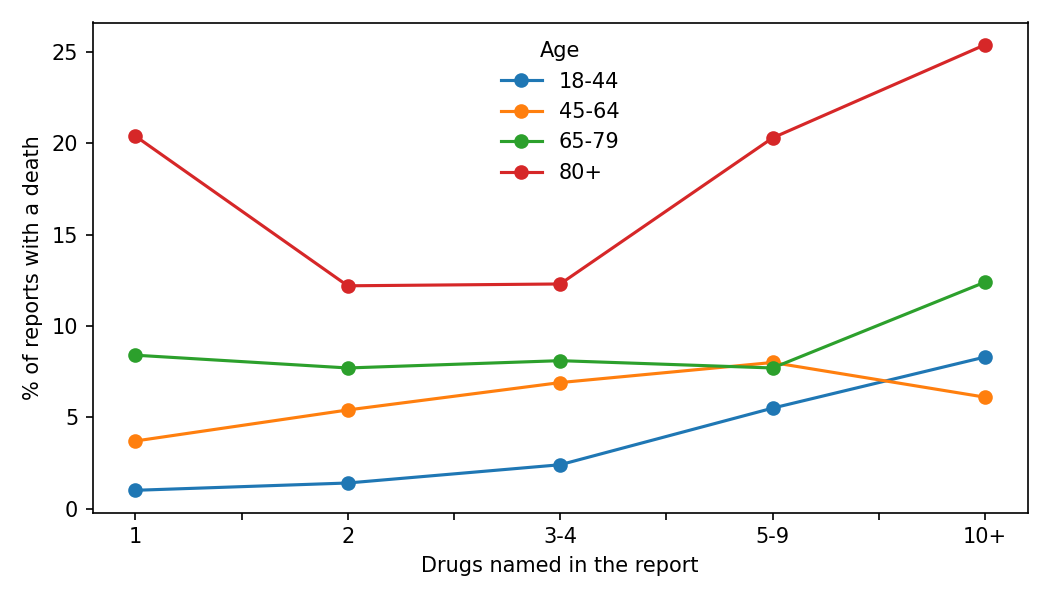 Age
18-44
45-64
65-79
80+
% of reports with a death
25
20
15
10
5
0
1 2 3-4 5-9 10+
Drugs named in the report